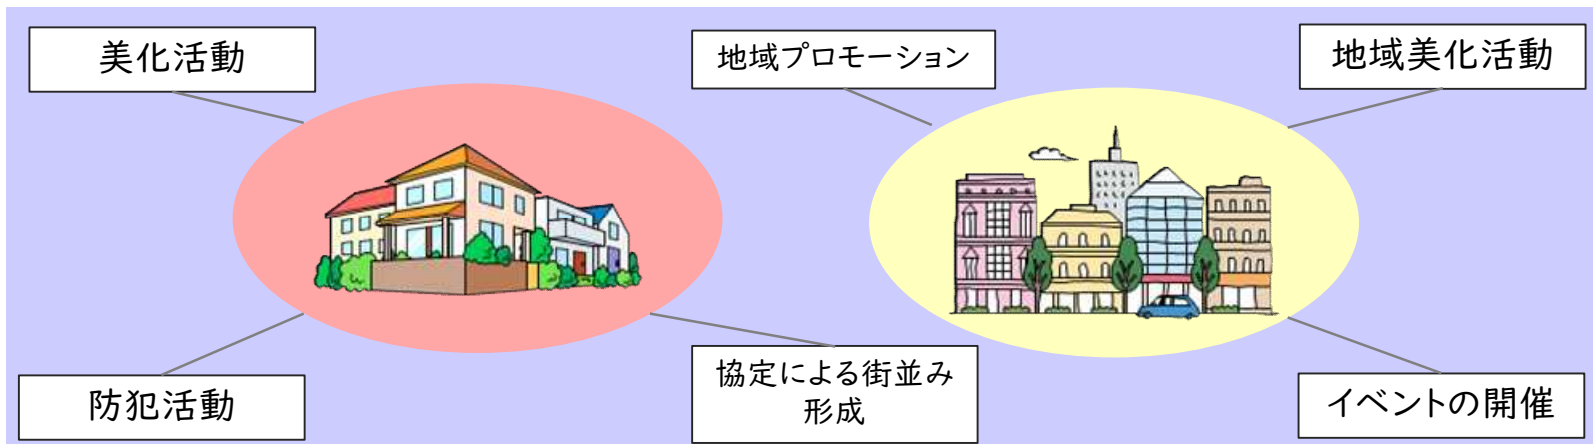 美化活動
地域プロモーション
地域美化活動
防犯活動
協定による街並み
形成
イベントの開催